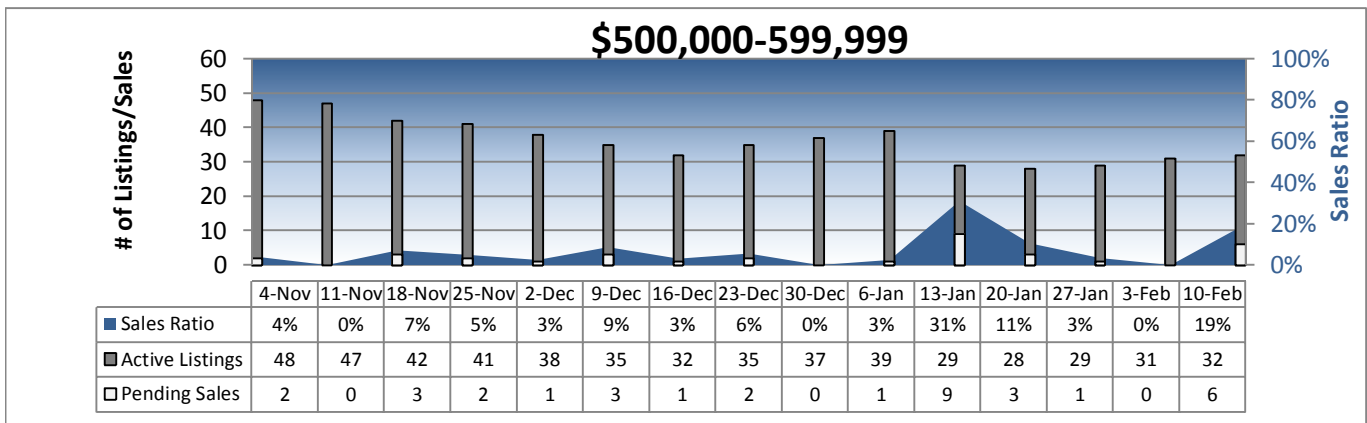 $500,000-599,999
# of Listings/Sales
60
50
40
30
20
10
0
100%
80%
60%
40%
20%
0%
Sales Ratio
4-Nov 11-Nov 18-Nov 25-Nov 2-Dec 9-Dec 16-Dec 23-Dec 30-Dec 6-Jan 13-Jan 20-Jan 27-Jan 3-Feb 10-Feb
Sales Ratio 4% 0% 7% 5% 3% 9% 3% 6% 0% 3% 31% 11% 3% 0% 19%
Active Listings 48 47 42 41 38 35 32 35 37 39 29 28 29 31 32
Pending Sales 2 0 3 2 1 3 1 2 0 1 9 3 1 0 6